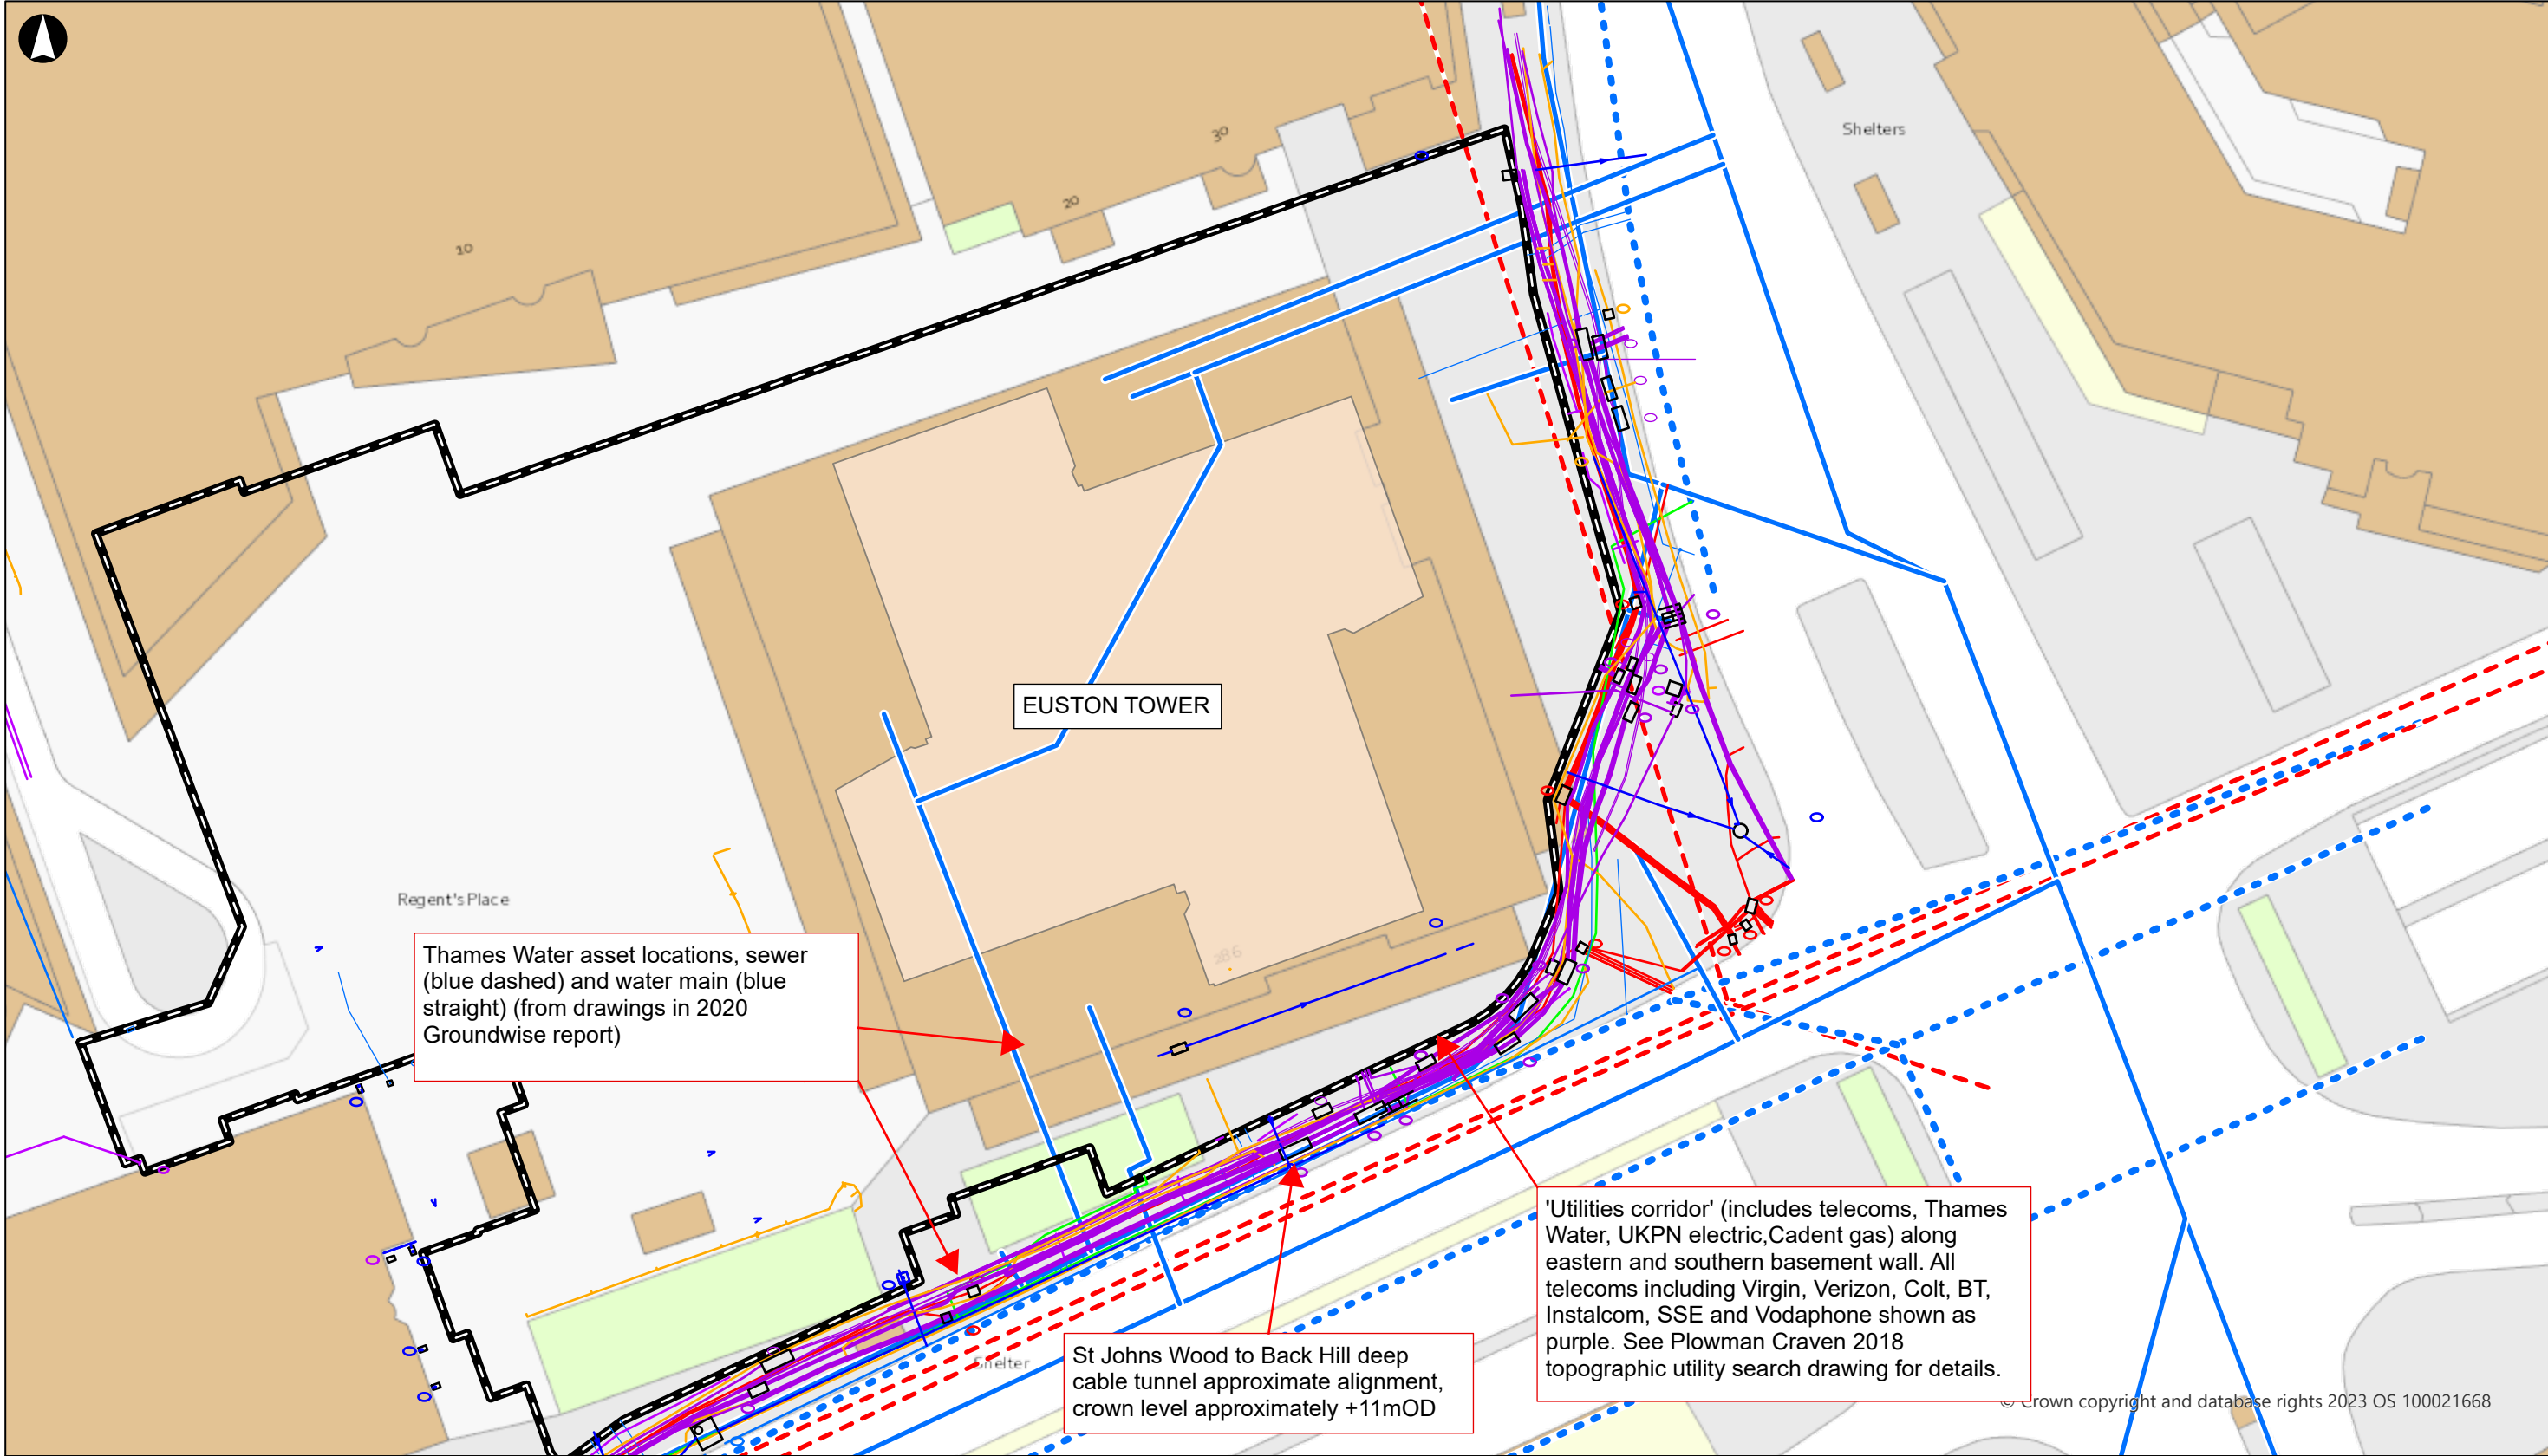 Shelters
30
20
10
EUSTON TOWER
Regent's Place
286
Thames Water asset locations, sewer
(blue dashed) and water main (blue
straight) (from drawings in 2020
Groundwise report)
'Utilities corridor' (includes telecoms, Thames
Water, UKPN electric,Cadent gas) along
eastern and southern basement wall. All
telecoms including Virgin, Verizon, Colt, BT,
Instalcom, SSE and Vodaphone shown as
purple. See Plowman Craven 2018
topographic utility search drawing for details.
Shelter
St Johns Wood to Back Hill deep
cable tunnel approximate alignment,
crown level approximately +11mOD
© Crown copyright and database rights 2023 OS 100021668